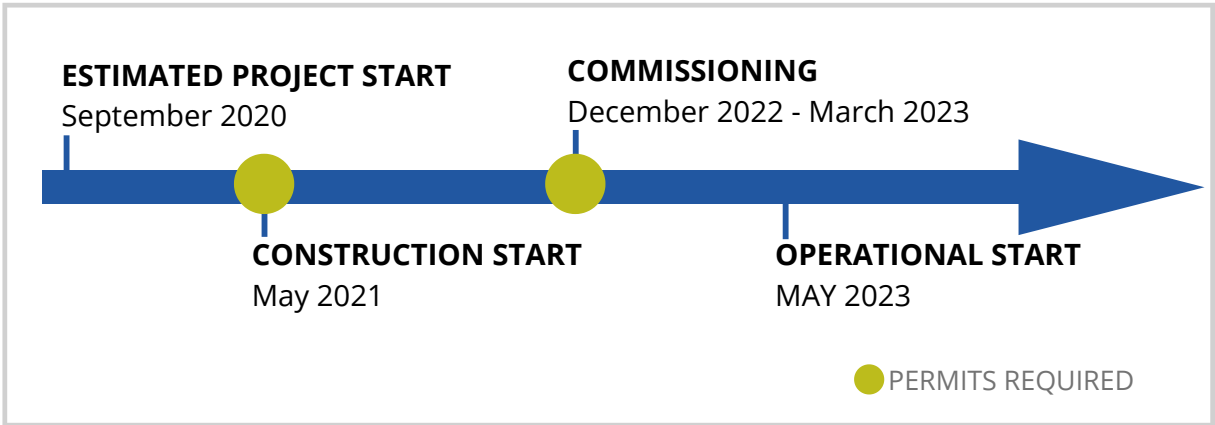 ESTIMATED PROJECT START
September 2020
COMMISSIONING
December 2022 - March 2023
CONSTRUCTION START
May 2021
OPERATIONAL START
MAY 2023
PERMITS REQUIRED